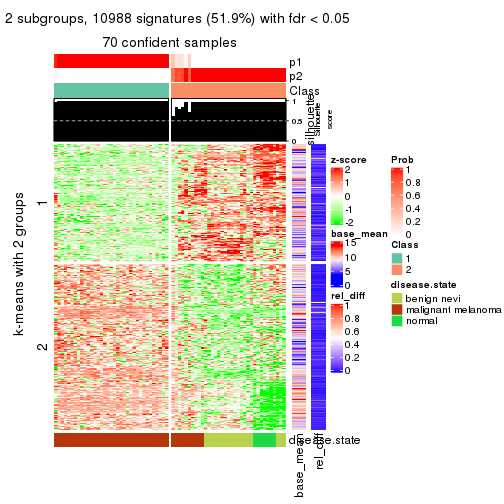 2 subgroups, 10988 signatures (51.9%) with fdr < 0.05
70 confident samples
p1
p2
Class
1
0.5
0
silhouette
Silhouette
score
k-means with 2 groups
1
2
disease.state
base_mean
rel_diff
z-score
2
1
0
-1
-2
base_mean
15
10
5
0
rel_diff
1
0.8
0.6
0.4
0.2
0
Prob
1
0.8
0.6
0.4
0.2
0
Class
1
2
disease.state
benign nevi
malignant melanoma
normal